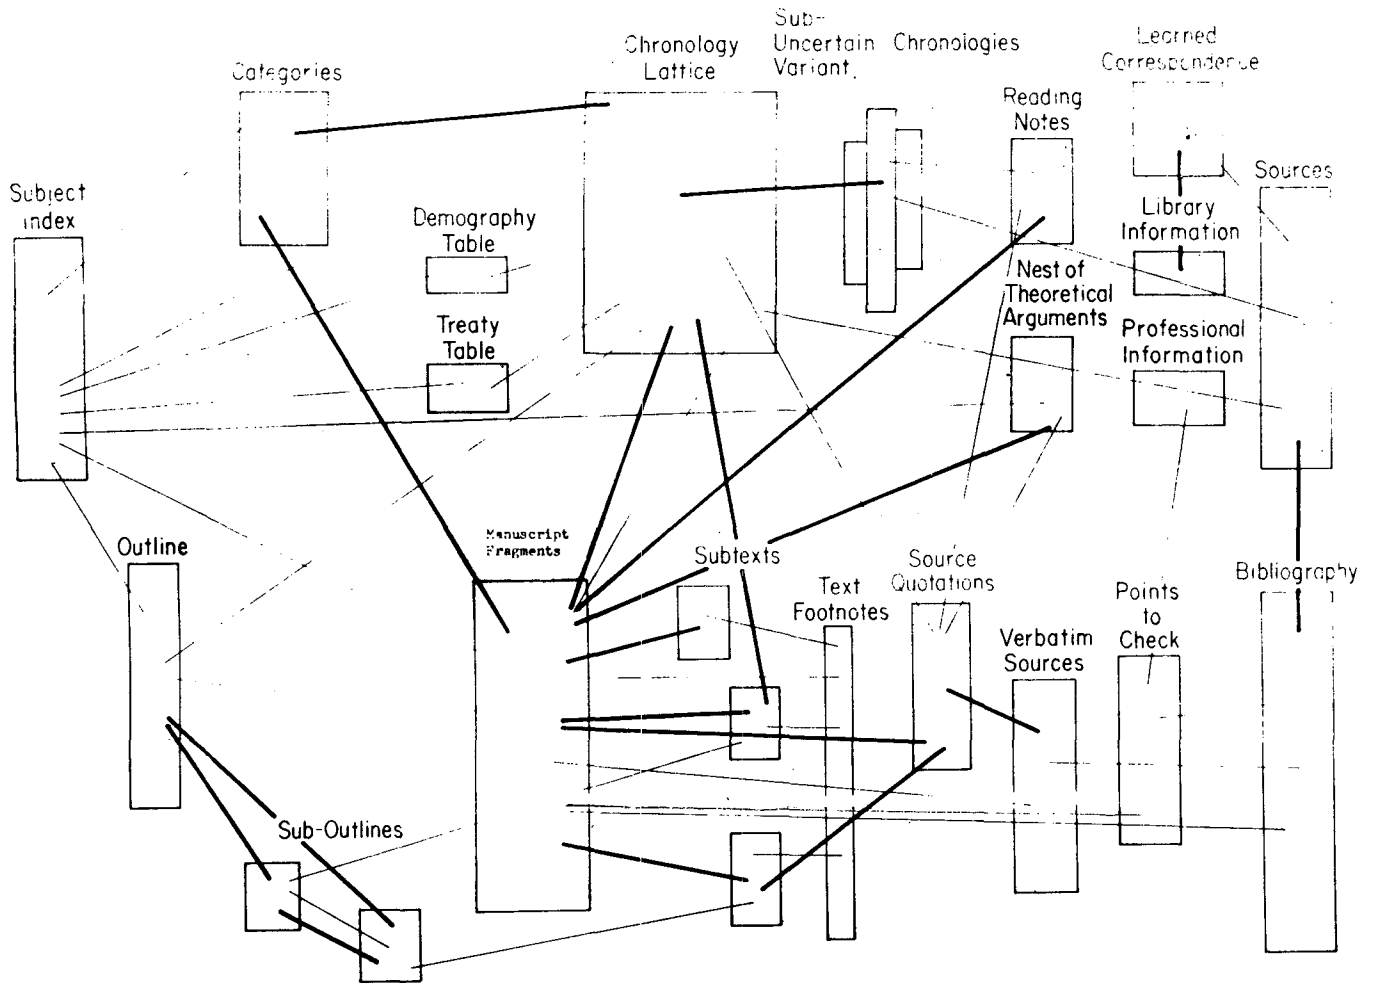 Sub-
Uncertain Chronologies
Variant.
Chronology
Lattice
Learned
Correspondence
Categories
Reading
Notes
Sources
Subject
index
Demography
Table
Library
Information
Nest of
Theoretical
Arguments
Treaty
Table
Professional
Information
Manuscript
Fragments
Outline
Subtexts
Source
Quotations
Text
Footnotes
Points
to
Check
Bibliography
Verbatim
Sources
Sub-Outlines